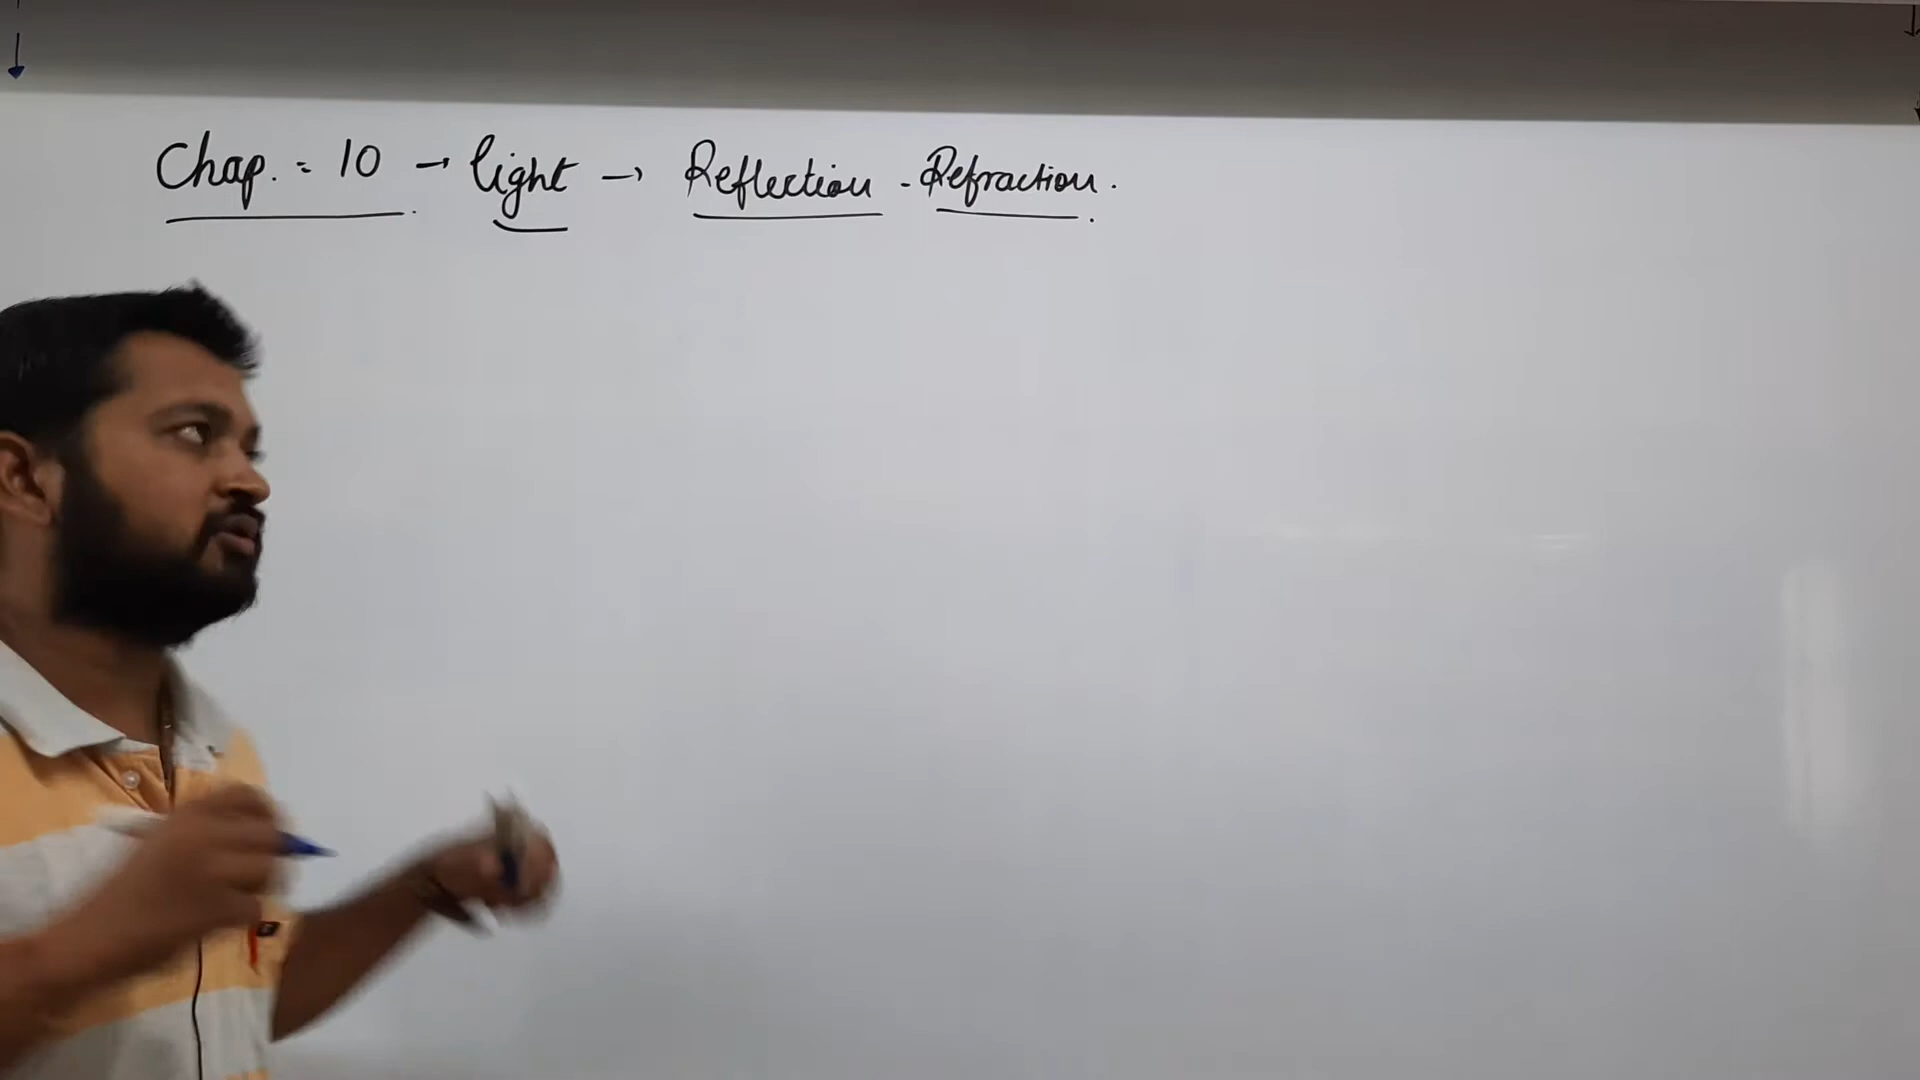 Chap. = 10 → light → Reflection - Refraction.